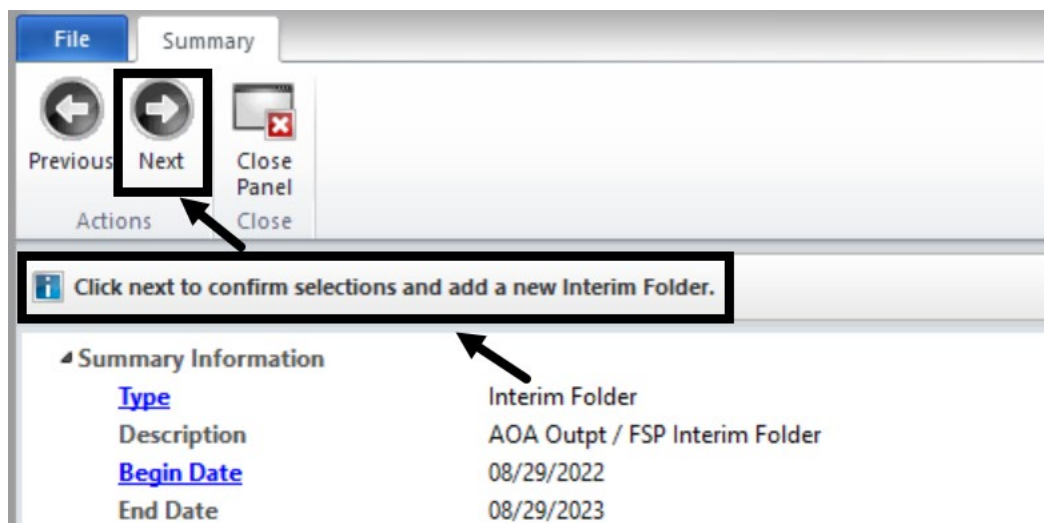 File Summary
Previous Next Close Panel
Actions Close
Click next to confirm selections and add a new Interim Folder.
Summary Information
Type Interim Folder
Description AOA Outpt / FSP Interim Folder
Begin Date 08/29/2022
End Date 08/29/2023